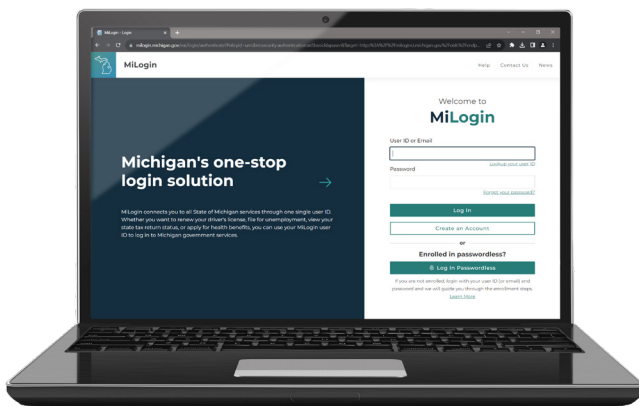 MiLogin - Login
MiLogin
Help Contact Us News
Michigan's one-stop
login solution
MiLogin connects you to all State of Michigan services through one single user ID.
Whether you want to renew your driver's license, file for unemployment, view your
state tax return status, or apply for health benefits, you can use your MiLogin user
ID to log in to Michigan government services.
Welcome to
MiLogin
User ID or Email
Lookup your user ID
Password
Forgot your password?
Log In
Create an Account
or
Enrolled in passwordless?
Log In Passwordless
If you are not enrolled, login with your user ID (or email) and
password and we will guide you through the enrollment steps.
Learn More